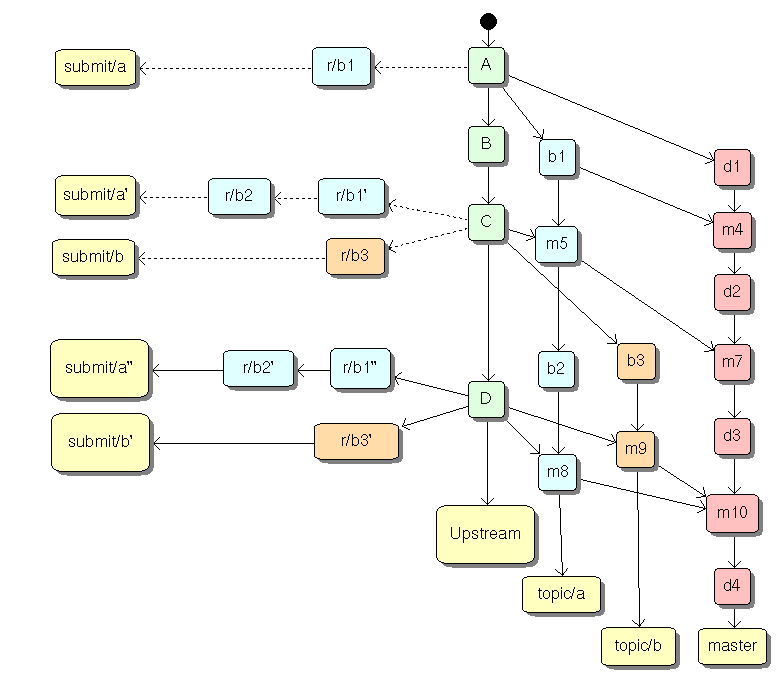 submit/a
r/b1
A
B
b1
d1
submit/a'
r/b2
r/b1'
C
m4
submit/b
r/b3
m5
d2
submit/a"
r/b2'
r/b1"
b2
b3
m7
D
submit/b'
r/b3'
m9
d3
m8
m10
Upstream
topic/a
d4
topic/b
master